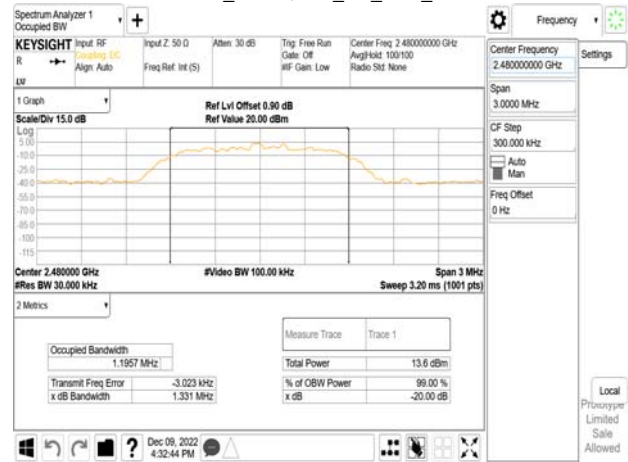 Spectrum Analyzer 1
Occupied BW
Frequency
KEYSIGHT Input: RF Input Z: 50 Ω Atten: 30 dB Trig: Free Run Center Freq: 2.480000000 GHz
R Coupling: DC Gate: Off Avg|Hold: 100/100
Align: Auto Freq Ref: Int (S) #IF Gain: Low Radio Std: None
Center Frequency
2.480000000 GHz
Settings
Span
3.0000 MHz
CF Step
300.000 kHz
Auto
Man
Freq Offset
0 Hz
1 Graph
Ref Lvl Offset 0.90 dB
Scale/Div 15.0 dB Ref Value 20.00 dBm
Log
5.00
-10.0
-25.0
-40.0
-55.0
-70.0
-85.0
-100
-115
Center 2.480000 GHz #Video BW 100.00 kHz Span 3 MHz
#Res BW 30.000 kHz Sweep 3.20 ms (1001 pts)
2 Metrics
Measure Trace Trace 1
Occupied Bandwidth
1.1957 MHz Total Power 13.6 dBm
Transmit Freq Error -3.023 kHz % of OBW Power 99.00 %
x dB Bandwidth 1.331 MHz x dB -20.00 dB
Local
Prototype
Limited
Sale
Allowed
Dec 09, 2022
4:32:44 PM